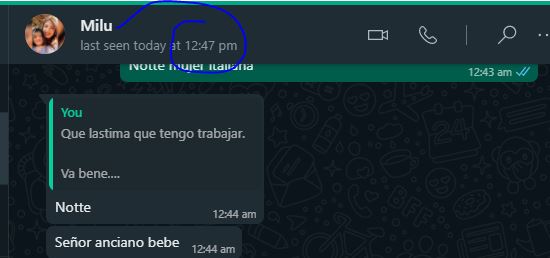 Milu
last seen today at 12:47 pm
Notte mujer italiana
12:43 am
You
Que lastima que tengo trabajar.
Va bene....
Notte
12:44 am
Señor anciano bebe
12:44 am